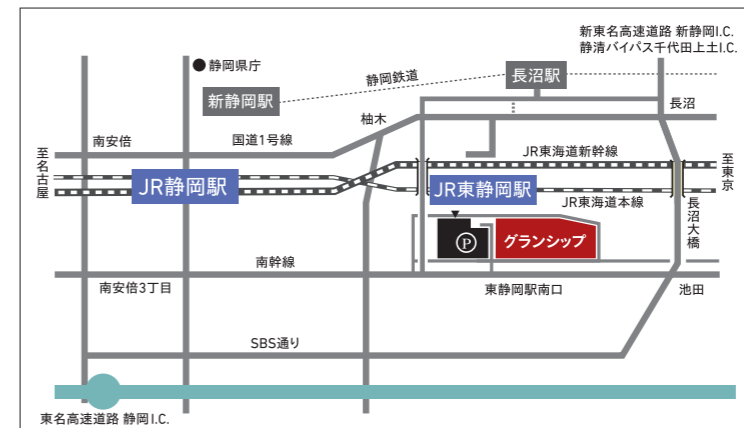 新東名高速道路 新静岡I.C.
静清バイパス千代田上土I.C.
静岡県庁
静岡鉄道
長沼駅
新静岡駅
長沼
柚木
南安倍
国道1号線
至名古屋
JR東海道新幹線
至東京
JR静岡駅
JR東静岡駅
JR東海道本線
長沼大橋
P
グランシップ
南幹線
南安倍3丁目
東静岡駅南口
池田
SBS通り
東名高速道路 静岡I.C.